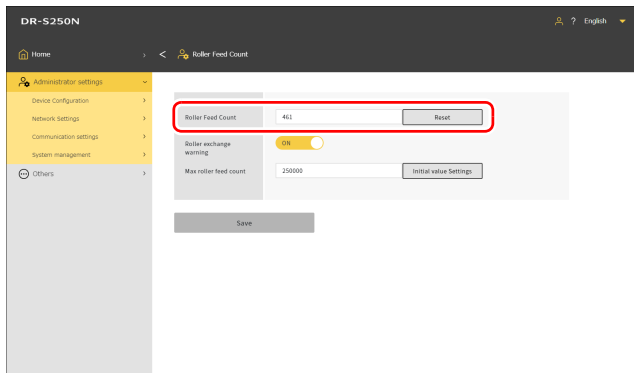 DR-S250N
? English
Home
< Roller Feed Count
Administrator settings
Device Configuration
Network Settings
Communication settings
System management
Others
Roller Feed Count 461 Reset
Roller exchange
warning
ON
Max roller feed count 250000 Initial value Settings
Save